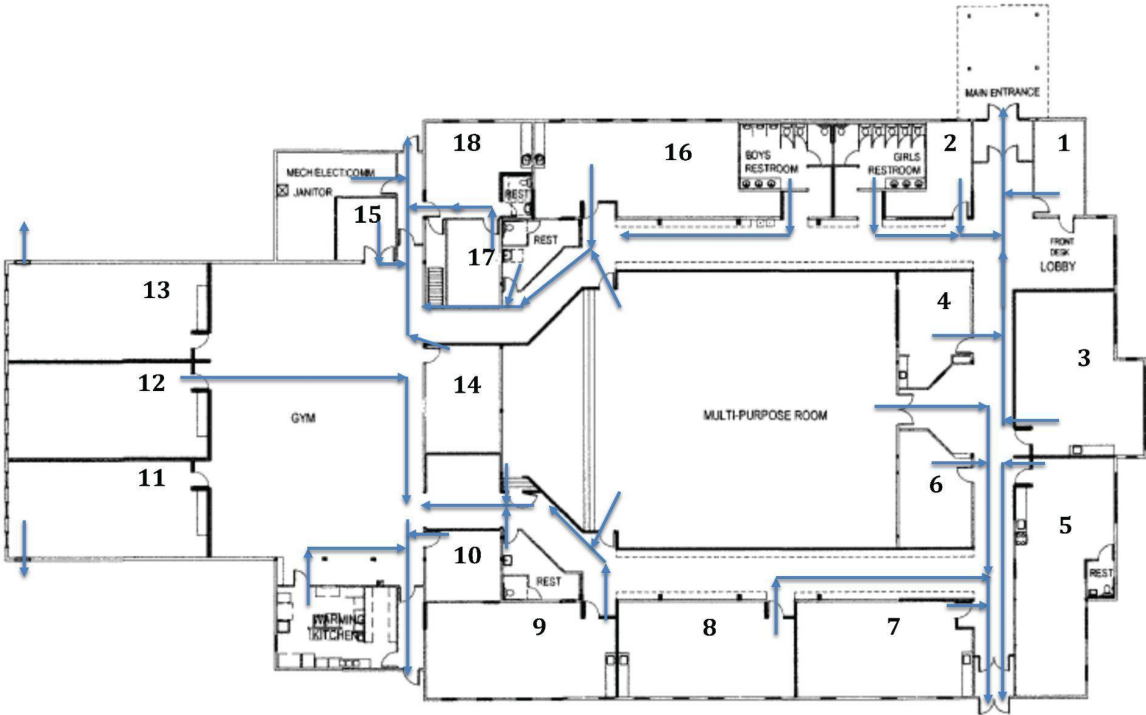 MAIN ENTRANCE
18
16
2
1
BOYS
RESTROOM
GIRLS
RESTROOM
MECH-ELECT/COMM
JANITOR
REST
15
17
REST
FRONT
DESK
LOBBY
13
4
3
12
14
GYM
MULTI-PURPOSE ROOM
11
6
5
10
REST
REST
WARMING
KITCHEN
9
8
7